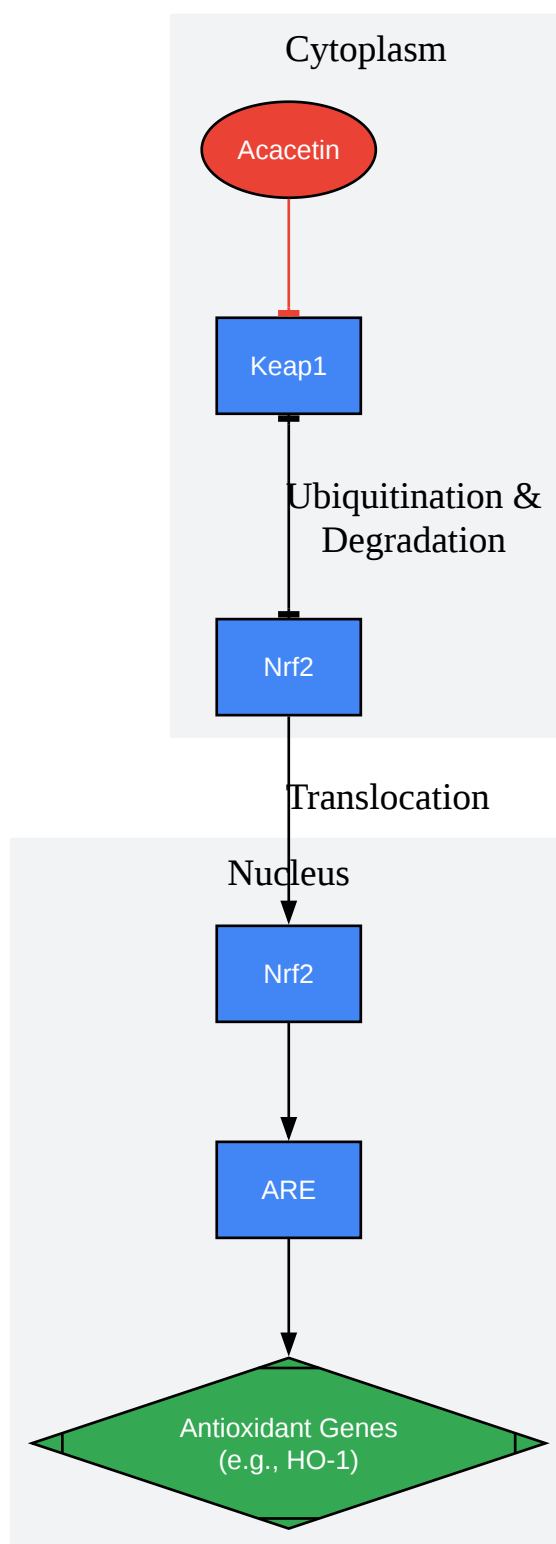 Cytoplasm
Acacetin
Keap1
Ubiquitination &
Degradation
Nrf2
Translocation
Nucleus
Nrf2
ARE
Antioxidant Genes
(e.g., HO-1)